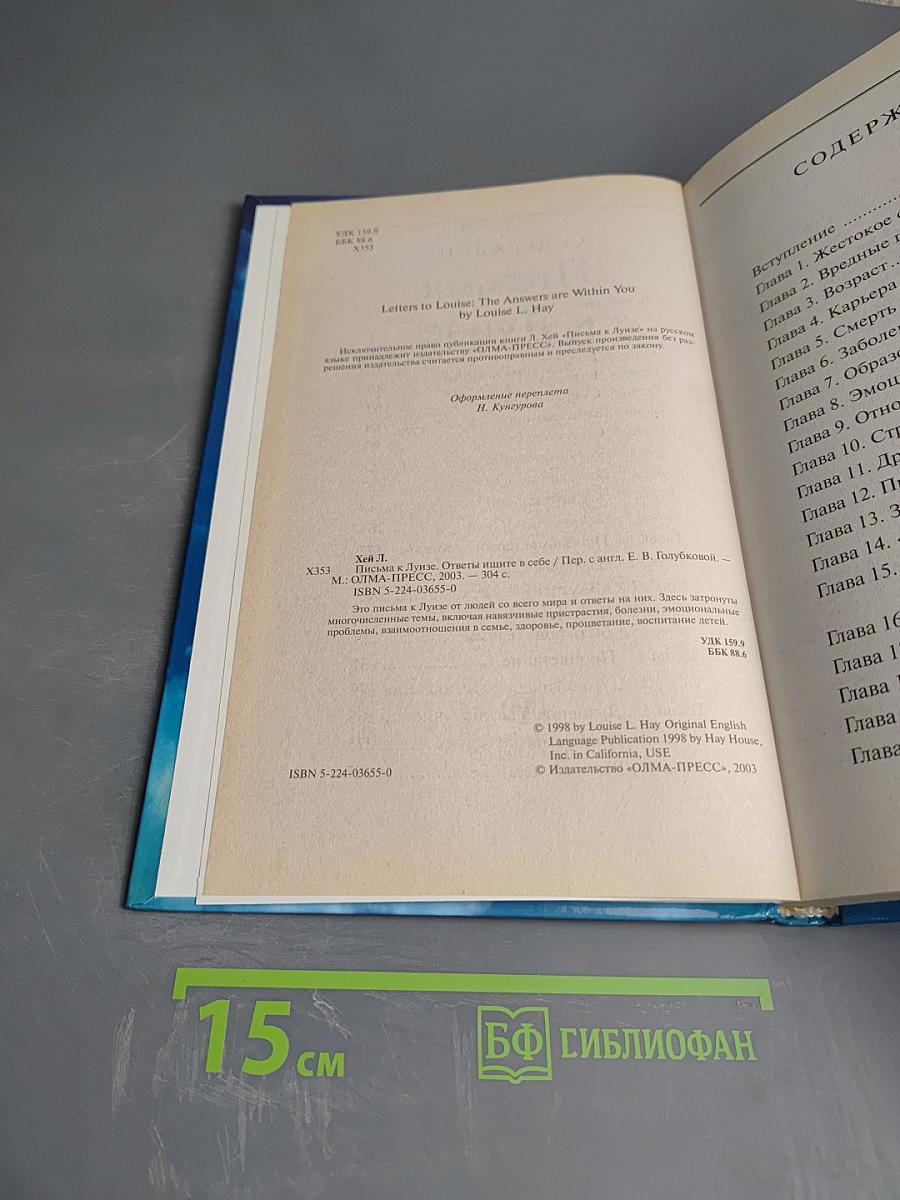 УДК 159.9
ББК 88.6
Х353
Letters to Louise: The Answers are Within You
by Louise L. Hay
Исключительное право публикации книги Л. Хей «Письма к Луизе» на русском
языке принадлежит издательству «ОЛМА-ПРЕСС». Выпуск произведения без раз-
решения издательства считается противоправным и преследуется по закону.
Оформление переплета
Н. Кунгурова
Хей Л.
Х353 Письма к Луизе. Ответы ищите в себе / Пер. с англ. Е. В. Голубковой. —
М.: ОЛМА-ПРЕСС, 2003. — 304 с.
ISBN 5-224-03655-0
Это письма к Луизе от людей со всего мира и ответы на них. Здесь затронуты
многочисленные темы, включая навязчивые пристрастия, болезни, эмоциональные
проблемы, взаимоотношения в семье, здоровье, процветание, воспитание детей.
УДК 159.9
ББК 88.6
© 1998 by Louise L. Hay Original English
Language Publication 1998 by Hay House,
Inc. in California, USE
ISBN 5-224-03655-0
© Издательство «ОЛМА-ПРЕСС», 2003
СОДЕРЖ
Вступление ..........
Глава 1. Жестокое
Глава 2. Вредные
Глава 3. Возраст...
Глава 4. Карьера
Глава 5. Смерть
Глава 6. Заболе
Глава 7. Образо
Глава 8. Эмоц
Глава 9. Отно
Глава 10. Стр
Глава 11. Др
Глава 12. Пр
Глава 13. З
Глава 14.
Глава 15.
Глава 16
Глава 1
Глава 1
Глава
Глава
15 см
БФ БИБЛИОФАН